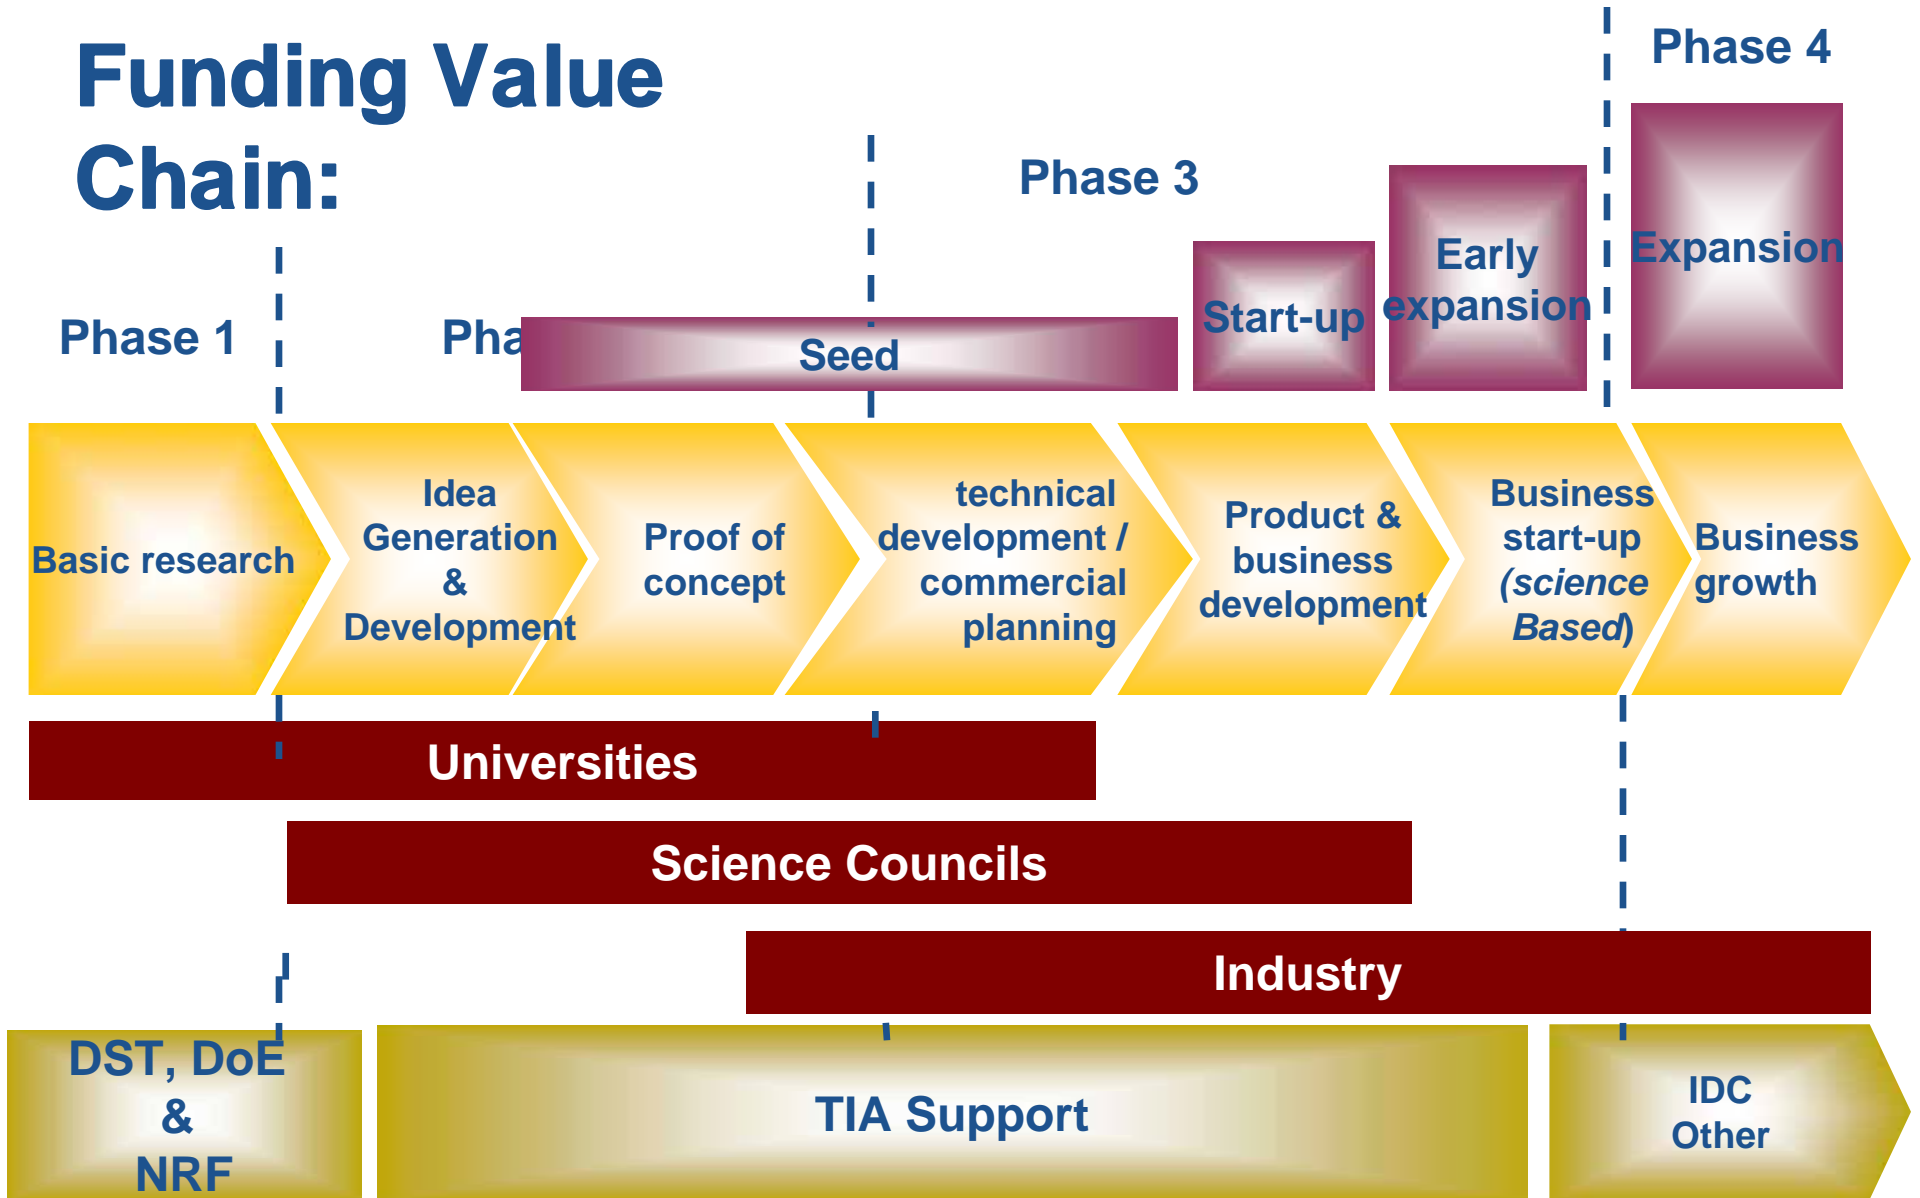 Funding Value
Chain:
Phase 4
Phase 3
Expansion
Early
expansion
Start-up
Phase 1
Pha
Seed
Basic research
Idea
Generation
&
Development
Proof of
concept
technical
development /
commercial
planning
Product &
business
development
Business
start-up
(science
Based)
Business
growth
Universities
Science Councils
Industry
DST, DoE
&
NRF
TIA Support
IDC
Other